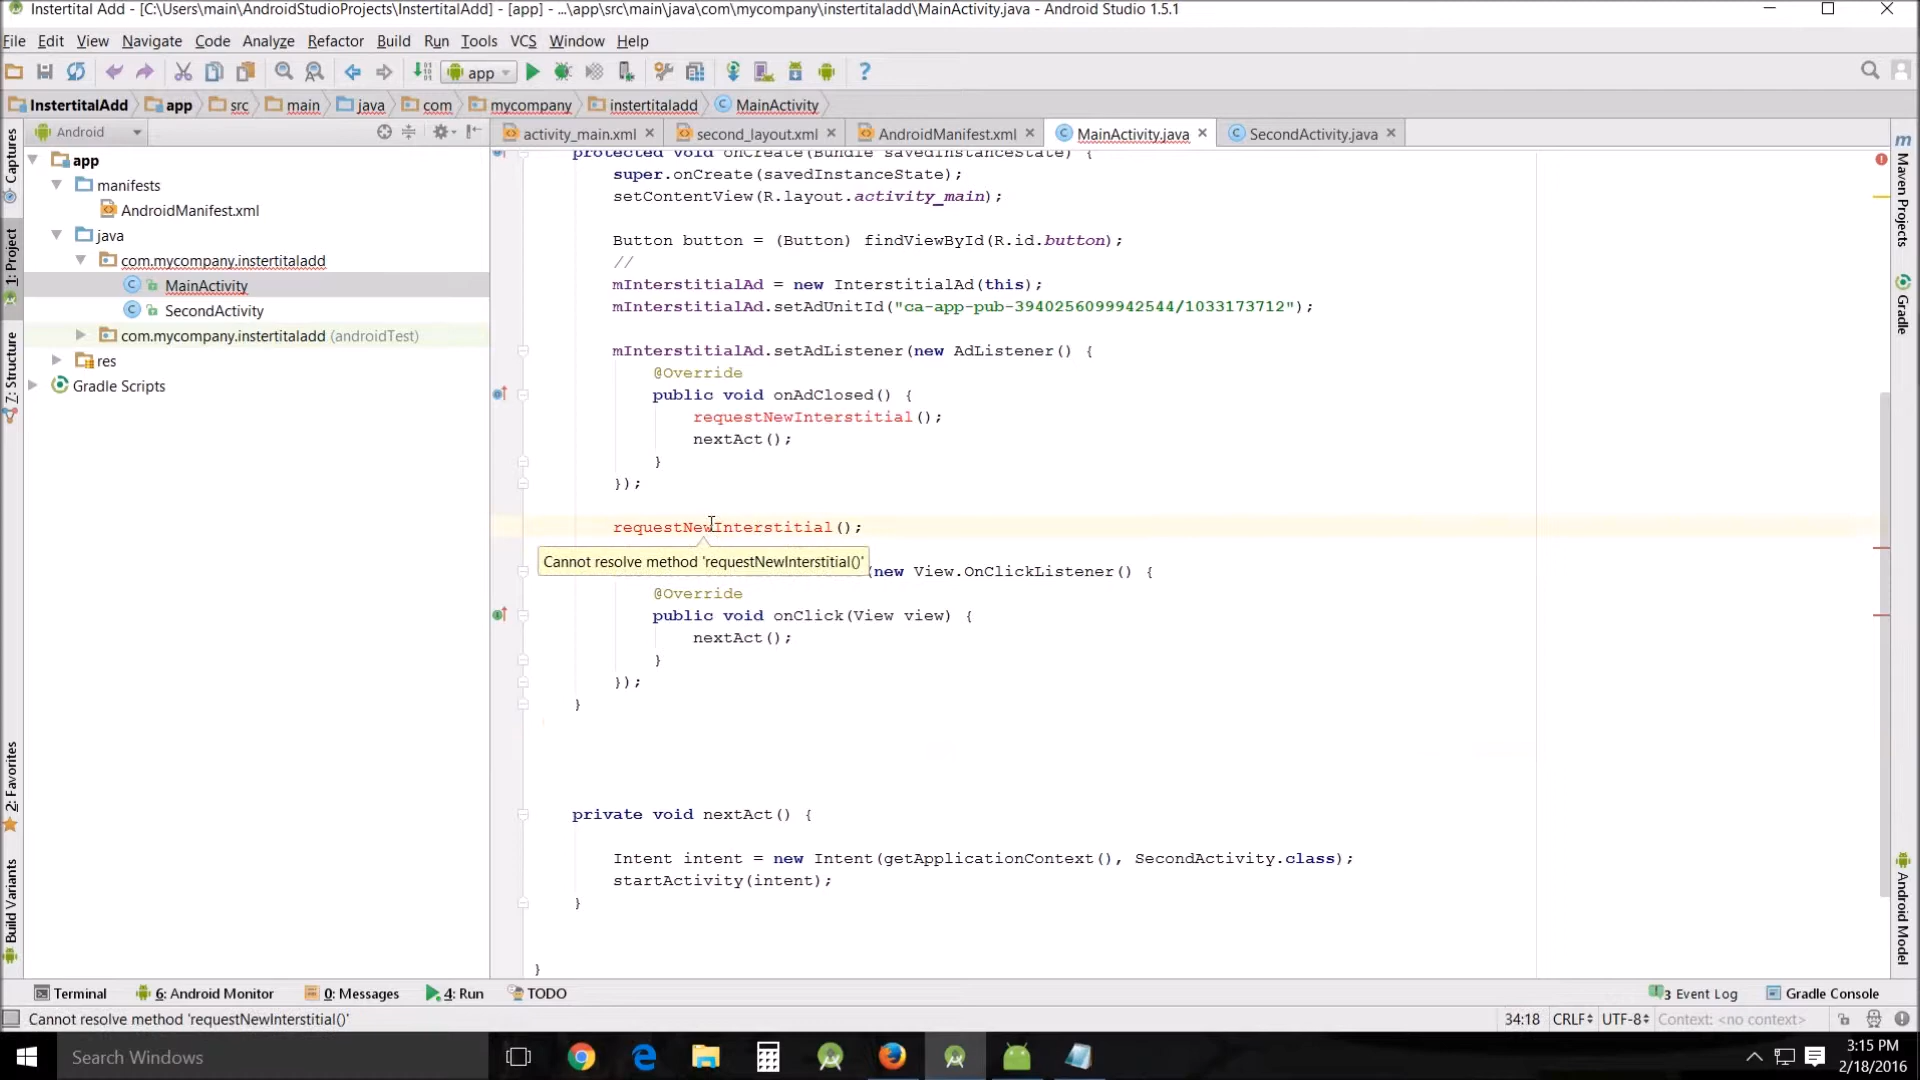 Instertital Add - [C:\Users\main\AndroidStudioProjects\InstertitalAdd] - [app] - ...\app\src\main\java\com\mycompany\instertitaladd\MainActivity.java - Android Studio 1.5.1
File Edit View Navigate Code Analyze Refactor Build Run Tools VCS Window Help
app
InstertitalAdd app src main java com mycompany instertitaladd MainActivity
Android
activity_main.xml second_layout.xml AndroidManifest.xml MainActivity.java SecondActivity.java
Captures
1: Project
Z: Structure
2: Favorites
Build Variants
app
manifests
AndroidManifest.xml
java
com.mycompany.instertitaladd
MainActivity
SecondActivity
com.mycompany.instertitaladd (androidTest)
res
Gradle Scripts
protected void onCreate(Bundle savedInstanceState) {
super.onCreate(savedInstanceState);
setContentView(R.layout.activity_main);
Button button = (Button) findViewById(R.id.button);
//
mInterstitialAd = new InterstitialAd(this);
mInterstitialAd.setAdUnitId("ca-app-pub-3940256099942544/1033173712");
mInterstitialAd.setAdListener(new AdListener() {
@Override
public void onAdClosed() {
requestNewInterstitial();
nextAct();
}
});
requestNewInterstitial();
Cannot resolve method 'requestNewInterstitial()'
(new View.OnClickListener() {
@Override
public void onClick(View view) {
nextAct();
}
});
}
private void nextAct() {
Intent intent = new Intent(getApplicationContext(), SecondActivity.class);
startActivity(intent);
}
}
m Maven Projects
Gradle
Android Model
Terminal 6: Android Monitor 0: Messages 4: Run TODO 3 Event Log Gradle Console
Cannot resolve method 'requestNewInterstitial()' 34:18 CRLF UTF-8 Context: <no context>
Search Windows
3:15 PM
2/18/2016